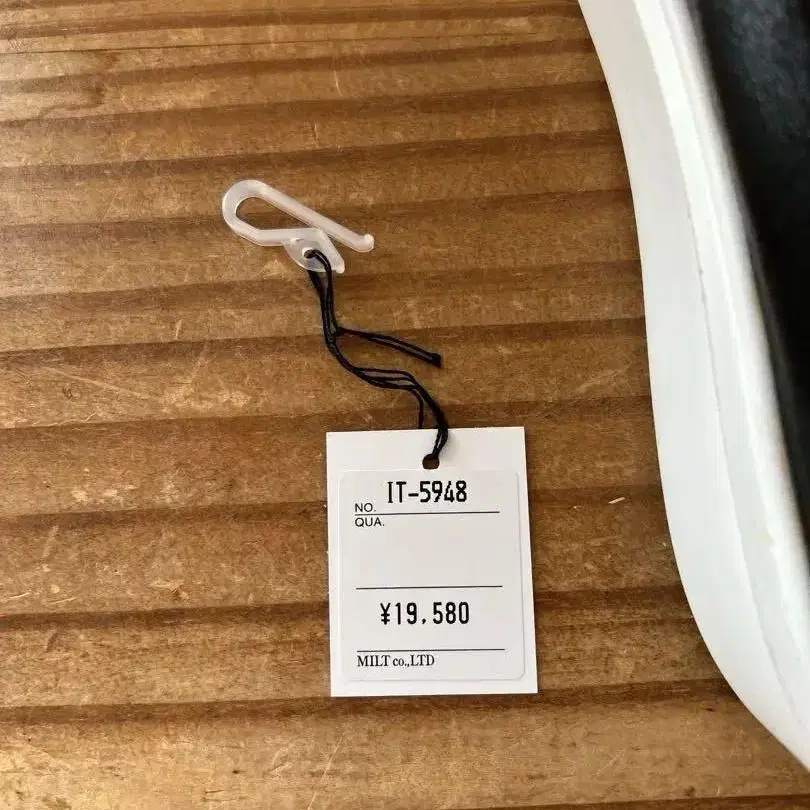 IT-5948
NO.
QUA.
¥19,580
MILT co.,LTD